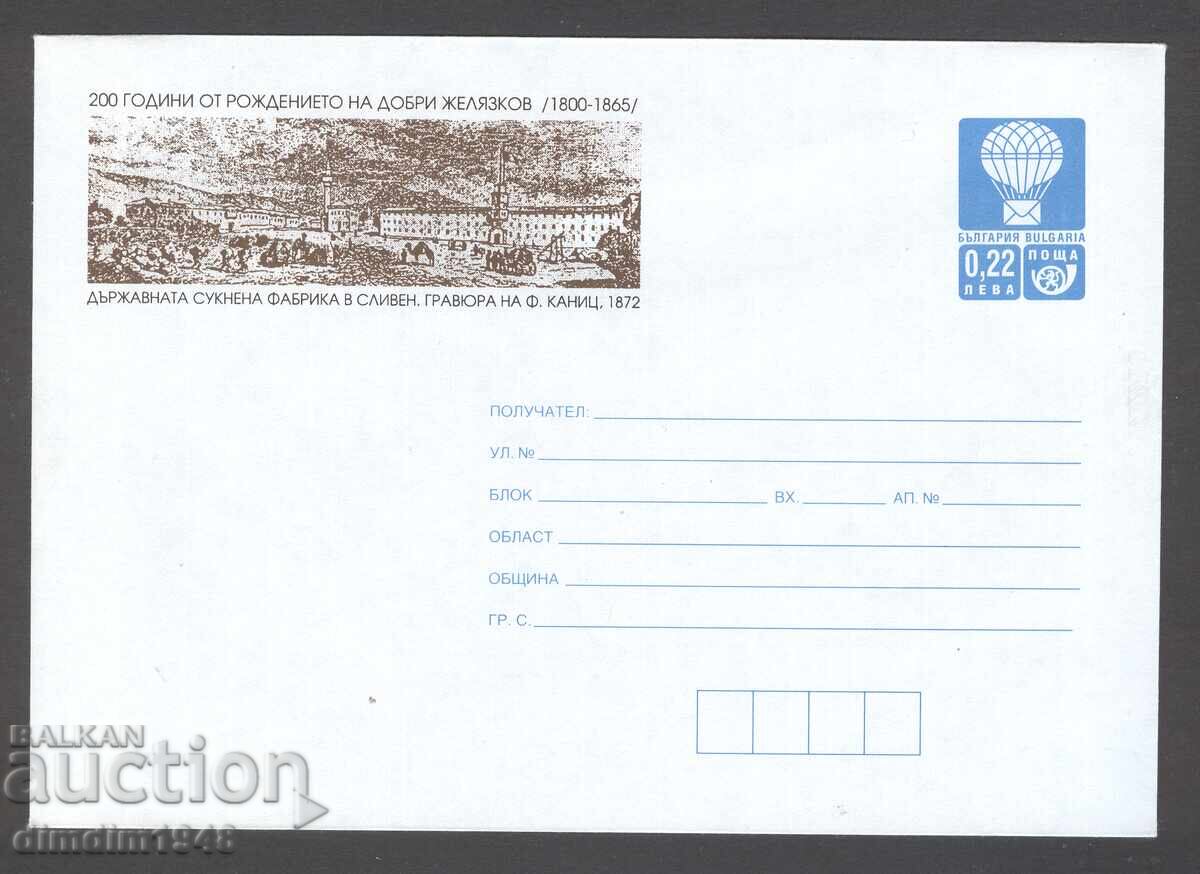 200 ГОДИНИ ОТ РОЖДЕНИЕТО НА ДОБРИ ЖЕЛЯЗКОВ /1800-1865/
ДЪРЖАВНАТА СУКНЕНА ФАБРИКА В СЛИВЕН. ГРАВЮРА НА Ф. КАНИЦ, 1872
БЪЛГАРИЯ BULGARIA
0,22 ПОЩА
ЛЕВА
ПОЛУЧАТЕЛ:
УЛ. №
БЛОК ВХ. АП. №
ОБЛАСТ
ОБЩИНА
ГР. С.
BALKAN
auction
dimdim1948